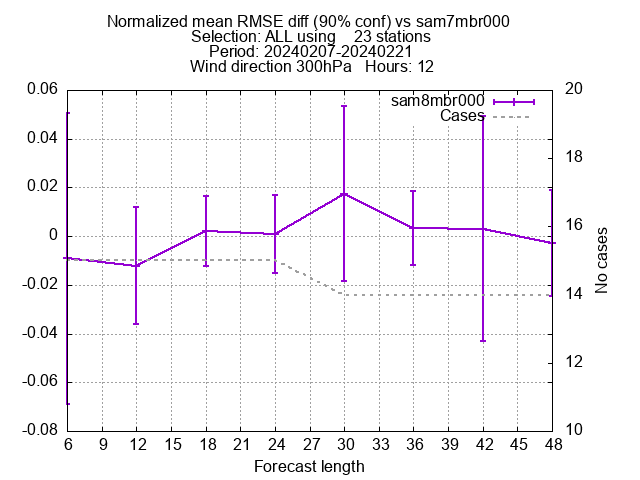 Normalized mean RMSE diff (90% conf) vs sam7mbr000
Selection: ALL using    23 stations
Period: 20240207-20240221
Wind direction 300hPa   Hours: 12
sam8mbr000
Cases
0.06
0.04
0.02
0
-0.02
-0.04
-0.06
-0.08
20
18
16
14
12
10
No cases
6 9 12 15 18 21 24 27 30 33 36 39 42 45 48
Forecast length